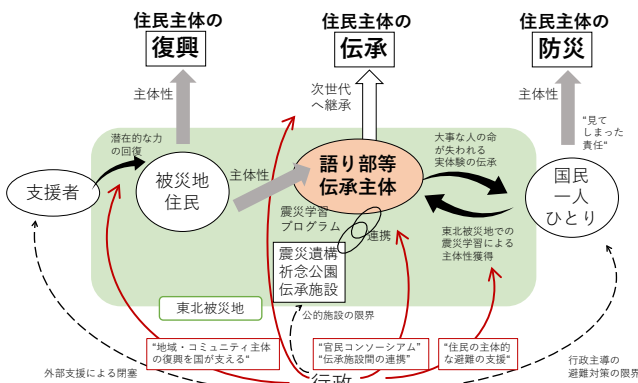 住民主体の
復興
住民主体の
伝承
住民主体の
防災
主体性
次世代
へ継承
主体性
“見て
しまった
責任“
潜在的な力
の回復
大事な人の命
が失われる
実体験の伝承
支援者
被災地
住民
主体性
語り部等
伝承主体
国民
一人
ひとり
震災学習
プログラム
連携
東北被災地での
震災学習による
主体性獲得
震災遺構
祈念公園
伝承施設
東北被災地
公的施設の限界
“地域・コミュニティ主体
の復興を国が支える“
“官民コンソーシアム”
“伝承施設間の連携”
“住民の主体的
な避難の支援“
外部支援による閉塞
行政
行政主導の
避難対策の限界